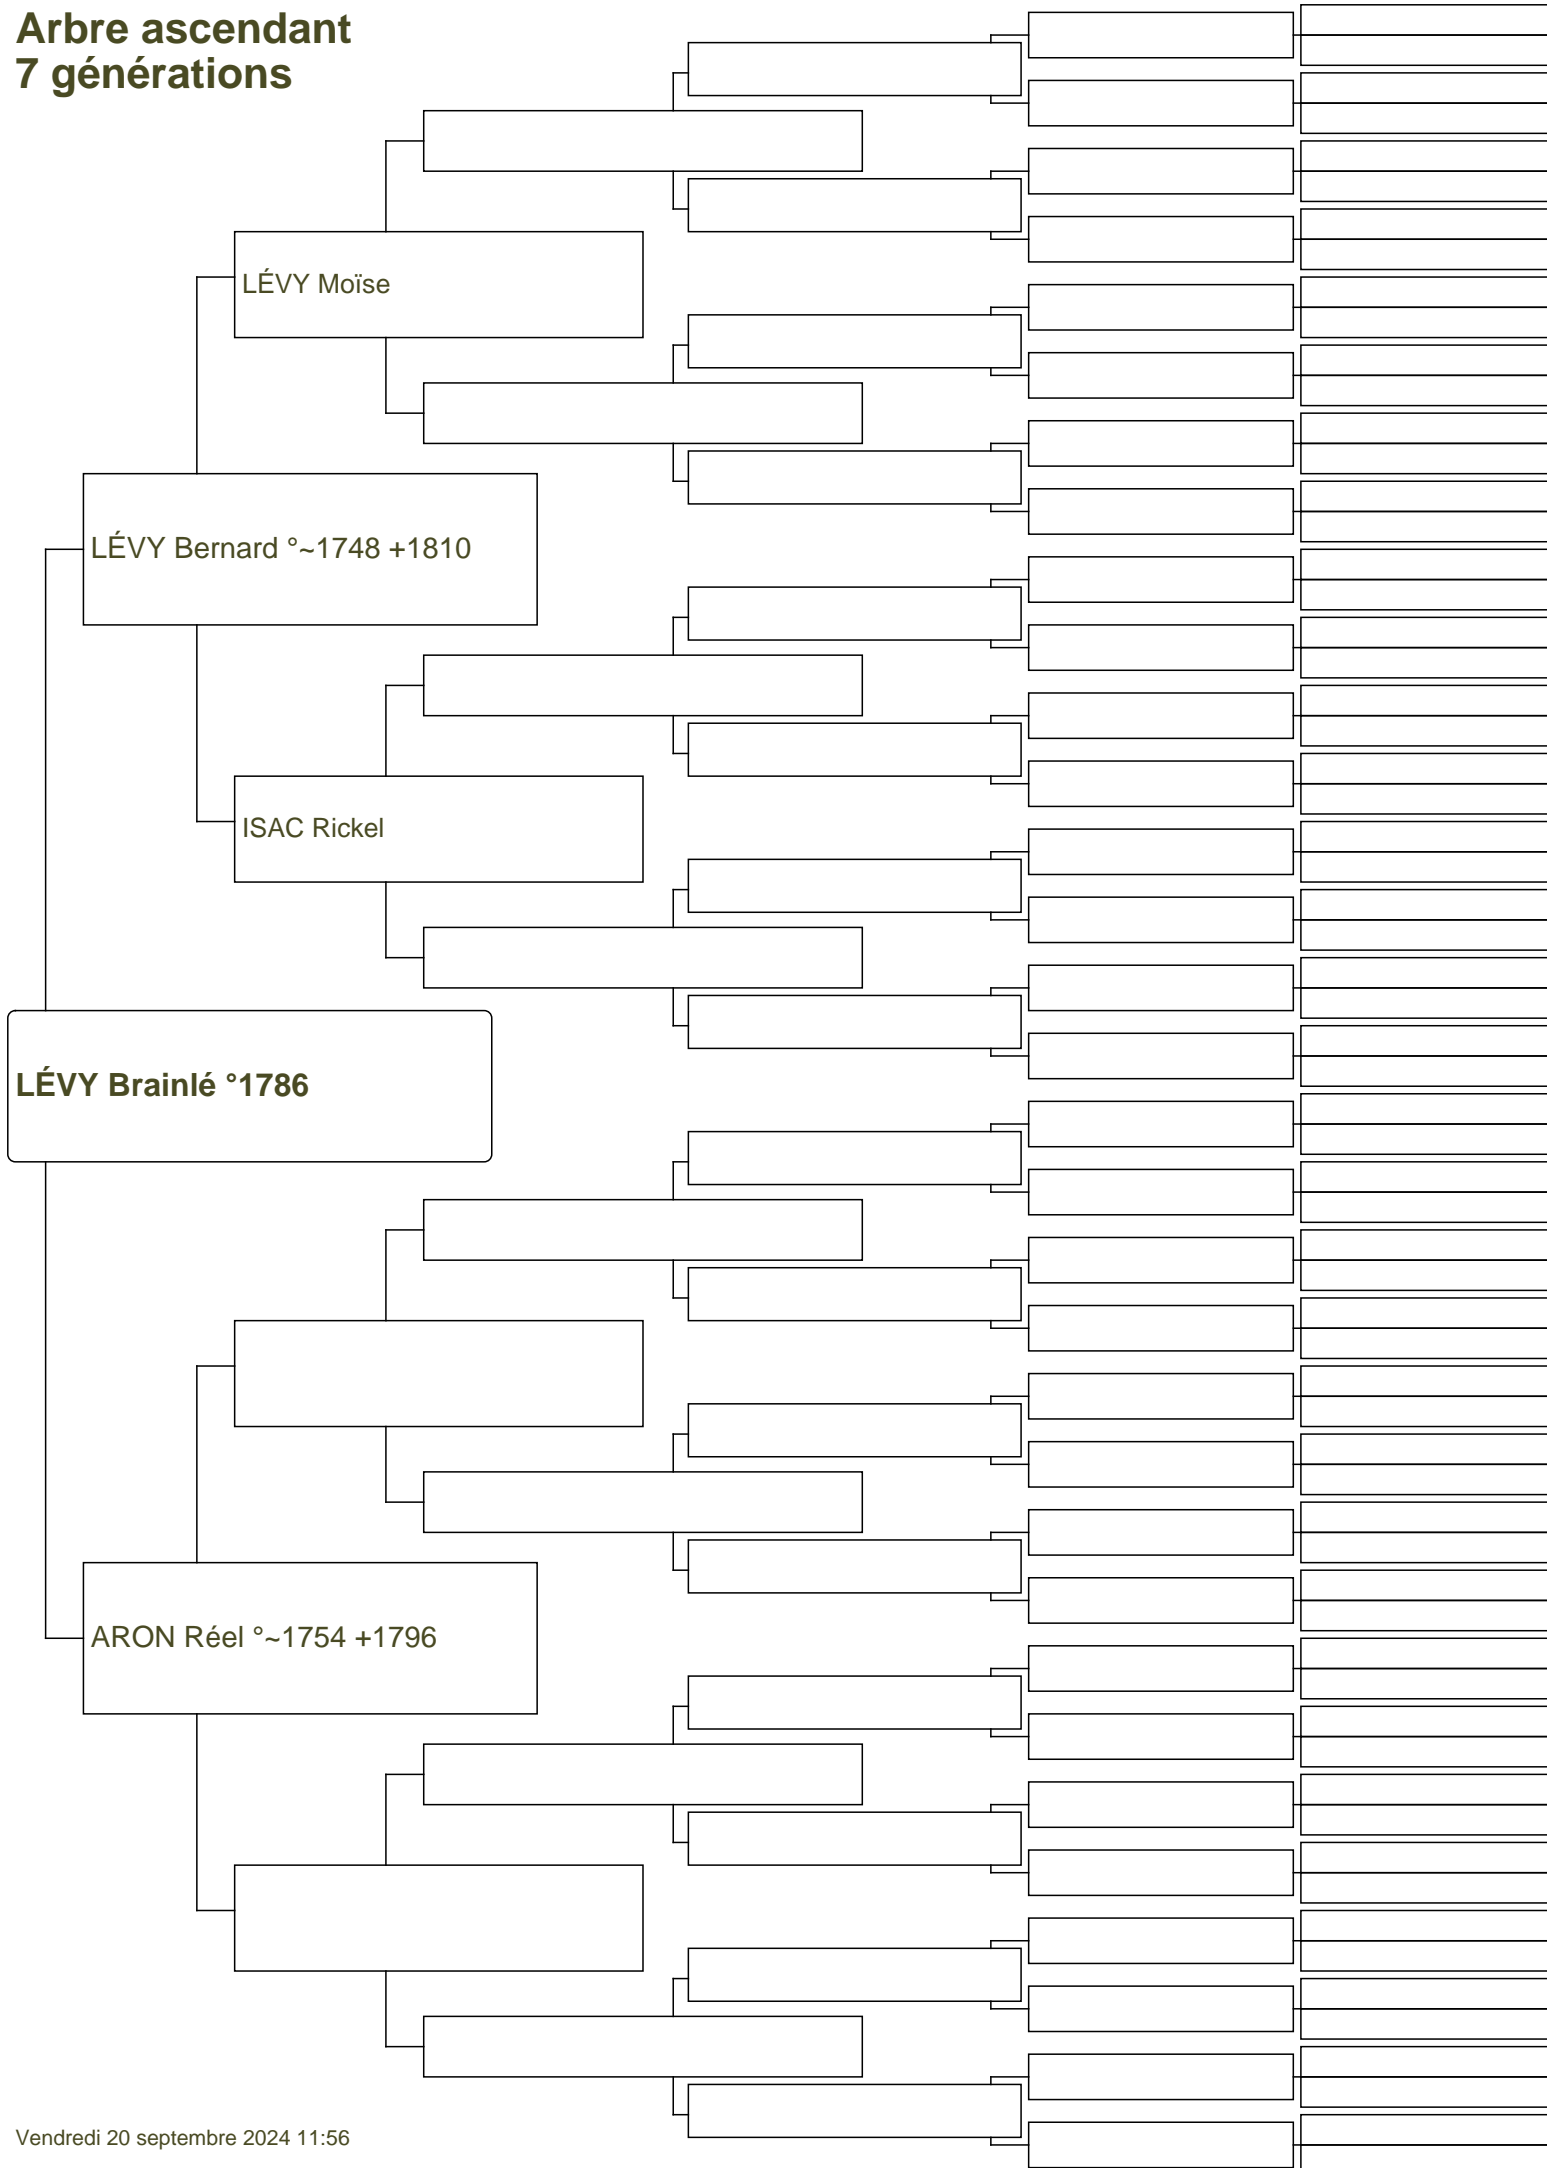 Arbre ascendant
7 générations
LÉVY Moïse
LÉVY Bernard °~1748 +1810
ISAC Rickel
LÉVY Brainlé °1786
ARON Réel °~1754 +1796
Vendredi 20 septembre 2024 11:56